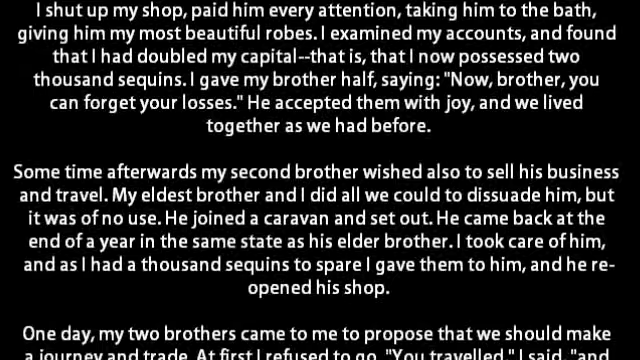 I shut up my shop, paid him every attention, taking him to the bath,
giving him my most beautiful robes. I examined my accounts, and found
that I had doubled my capital--that is, that I now possessed two
thousand sequins. I gave my brother half, saying: "Now, brother, you
can forget your losses." He accepted them with joy, and we lived
together as we had before.
Some time afterwards my second brother wished also to sell his business
and travel. My eldest brother and I did all we could to dissuade him, but
it was of no use. He joined a caravan and set out. He came back at the
end of a year in the same state as his elder brother. I took care of him,
and as I had a thousand sequins to spare I gave them to him, and he re-
opened his shop.
One day, my two brothers came to me to propose that we should make
a journey and trade. At first I refused to go. "You travelled," I said, "and